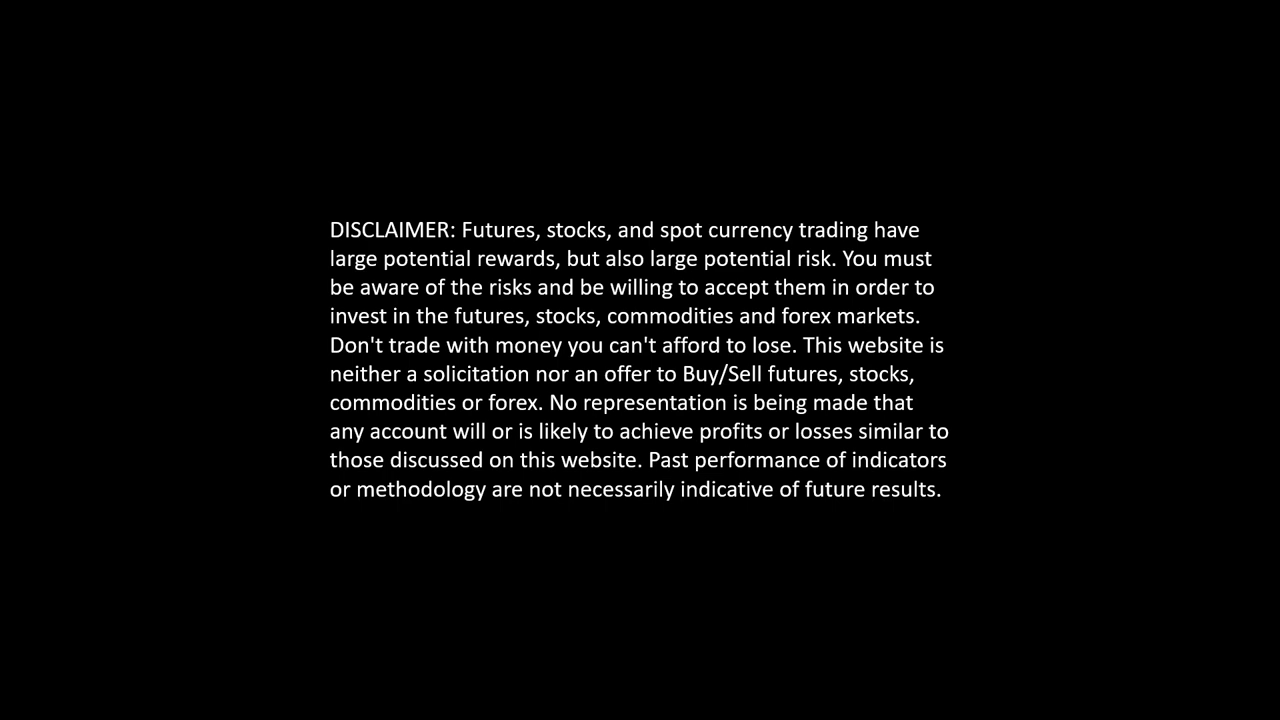 DISCLAIMER: Futures, stocks, and spot currency trading have
large potential rewards, but also large potential risk. You must
be aware of the risks and be willing to accept them in order to
invest in the futures, stocks, commodities and forex markets.
Don't trade with money you can't afford to lose. This website is
neither a solicitation nor an offer to Buy/Sell futures, stocks,
commodities or forex. No representation is being made that
any account will or is likely to achieve profits or losses similar to
those discussed on this website. Past performance of indicators
or methodology are not necessarily indicative of future results.